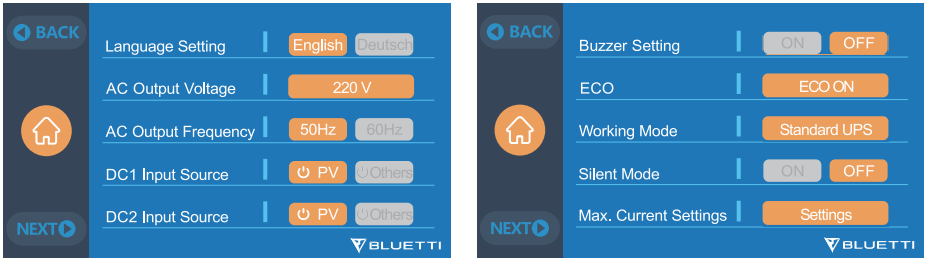 BACK
Language Setting English Deutsch
AC Output Voltage 220 V
AC Output Frequency 50Hz 60Hz
DC1 Input Source PV Others
DC2 Input Source PV Others
NEXT
BLUETTI
BACK
Buzzer Setting ON OFF
ECO ECO ON
Working Mode Standard UPS
Silent Mode ON OFF
Max. Current Settings Settings
NEXT
BLUETTI